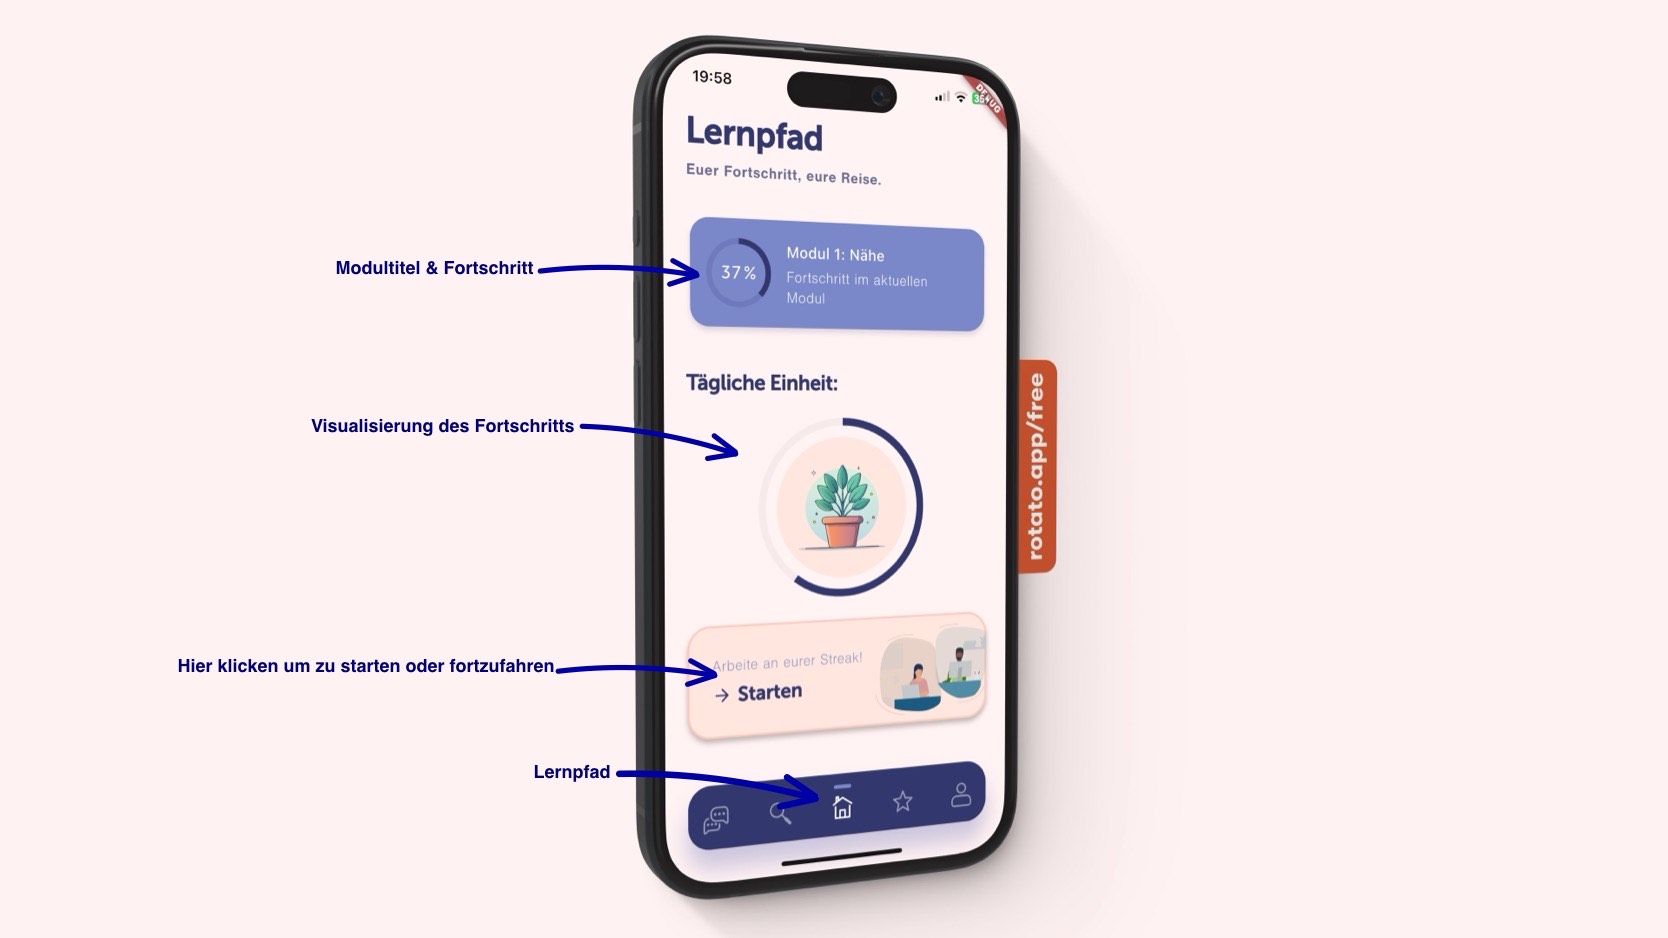 19:58
DEBUG
Lernpfad
Euer Fortschritt, eure Reise.
Modultitel & Fortschritt
37%
Modul 1: Nähe
Fortschritt im aktuellen
Modul
Tägliche Einheit:
Visualisierung des Fortschritts
rotato.app/free
Hier klicken um zu starten oder fortzufahren
Arbeite an eurer Streak!
→ Starten
Lernpfad